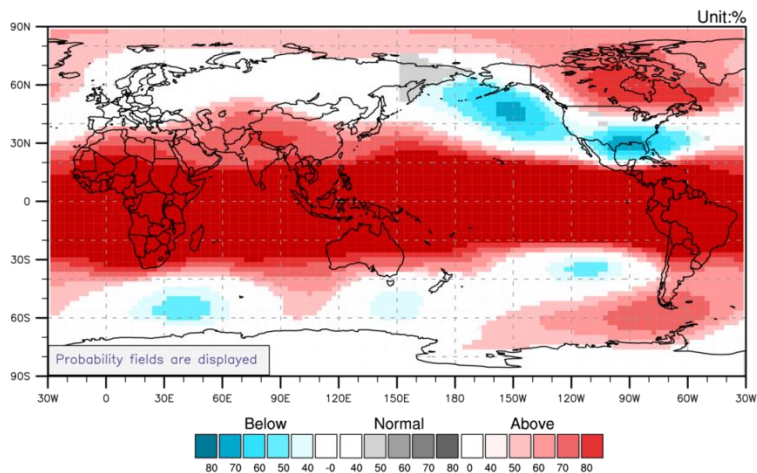 Unit:%
90N
60N
30N
0
30S
60S
90S
Probability fields are displayed
30W 0 30E 60E 90E 120E 150E 180 150W 120W 90W 60W 30W
Below Normal Above
80 70 60 50 40 -0 40 50 60 70 80 0 40 50 60 70 80